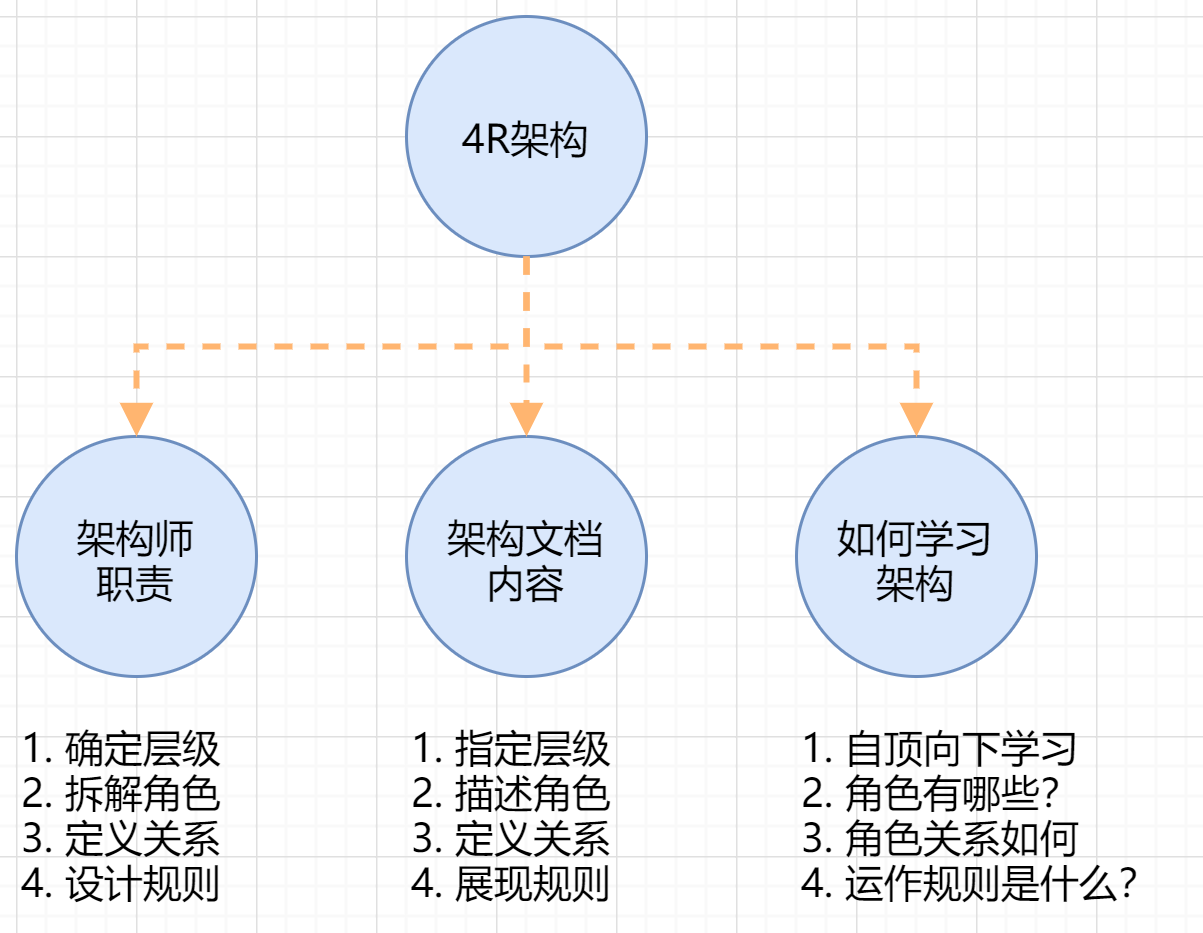 4R架构
架构师
职责
架构文档
内容
如何学习
架构
1. 确定层级
2. 拆解角色
3. 定义关系
4. 设计规则
1. 指定层级
2. 描述角色
3. 定义关系
4. 展现规则
1. 自顶向下学习
2. 角色有哪些?
3. 角色关系如何
4. 运作规则是什么?